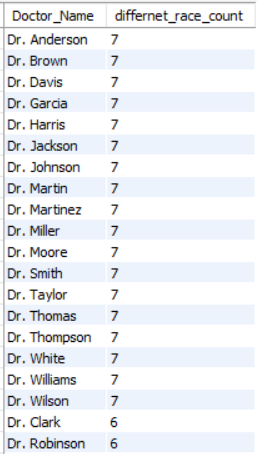 Doctor_Name differnet_race_count
Dr. Anderson 7
Dr. Brown 7
Dr. Davis 7
Dr. Garcia 7
Dr. Harris 7
Dr. Jackson 7
Dr. Johnson 7
Dr. Martin 7
Dr. Martinez 7
Dr. Miller 7
Dr. Moore 7
Dr. Smith 7
Dr. Taylor 7
Dr. Thomas 7
Dr. Thompson 7
Dr. White 7
Dr. Williams 7
Dr. Wilson 7
Dr. Clark 6
Dr. Robinson 6